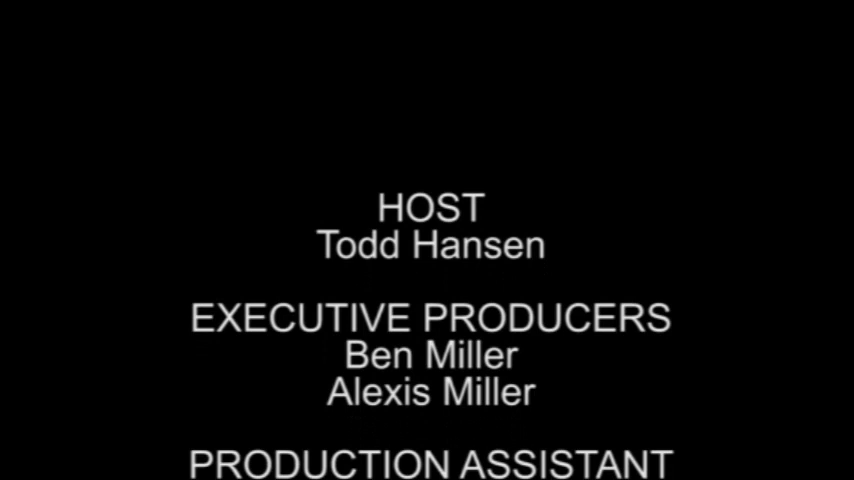 HOST
Todd Hansen
EXECUTIVE PRODUCERS
Ben Miller
Alexis Miller
PRODUCTION ASSISTANT